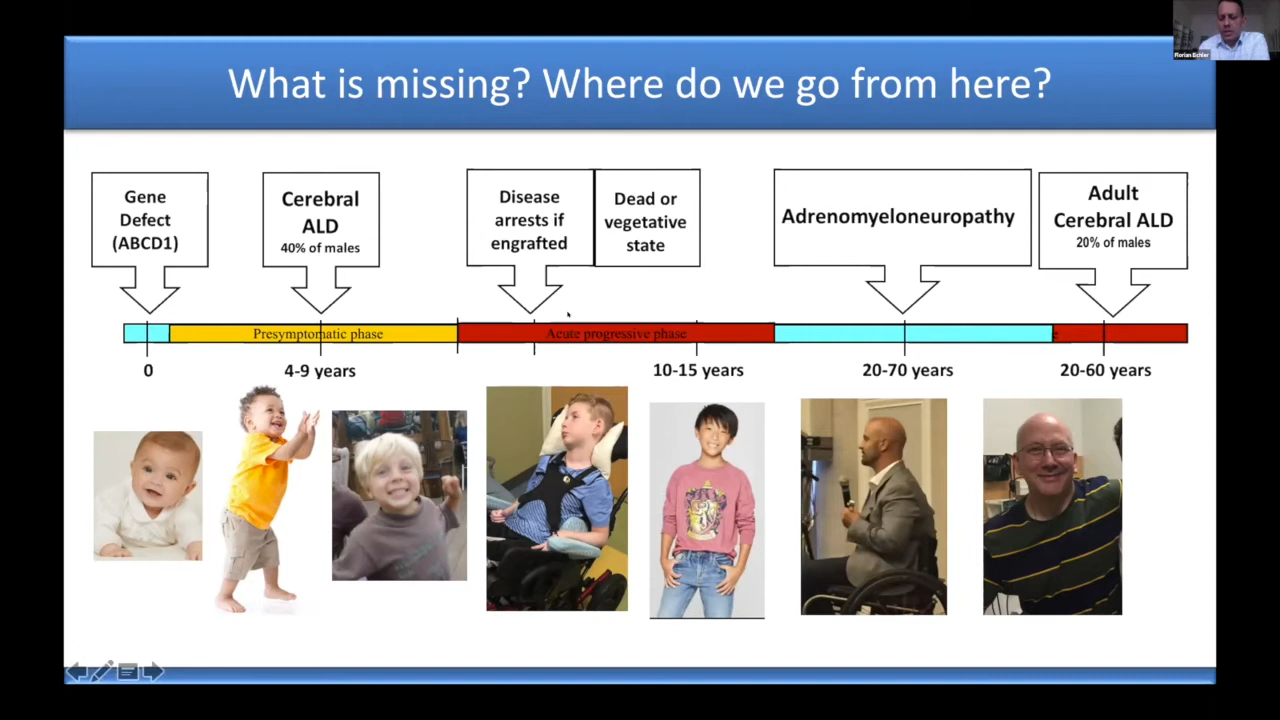 Florian Eichler
What is missing? Where do we go from here?
Gene
Defect
(ABCD1)
Cerebral
ALD
40% of males
Disease
arrests if
engrafted
Dead or
vegetative
state
Adrenomyeloneuropathy
Adult
Cerebral ALD
20% of males
Presymptomatic phase
Acute progressive phase
e
0
4-9 years
10-15 years
20-70 years
20-60 years